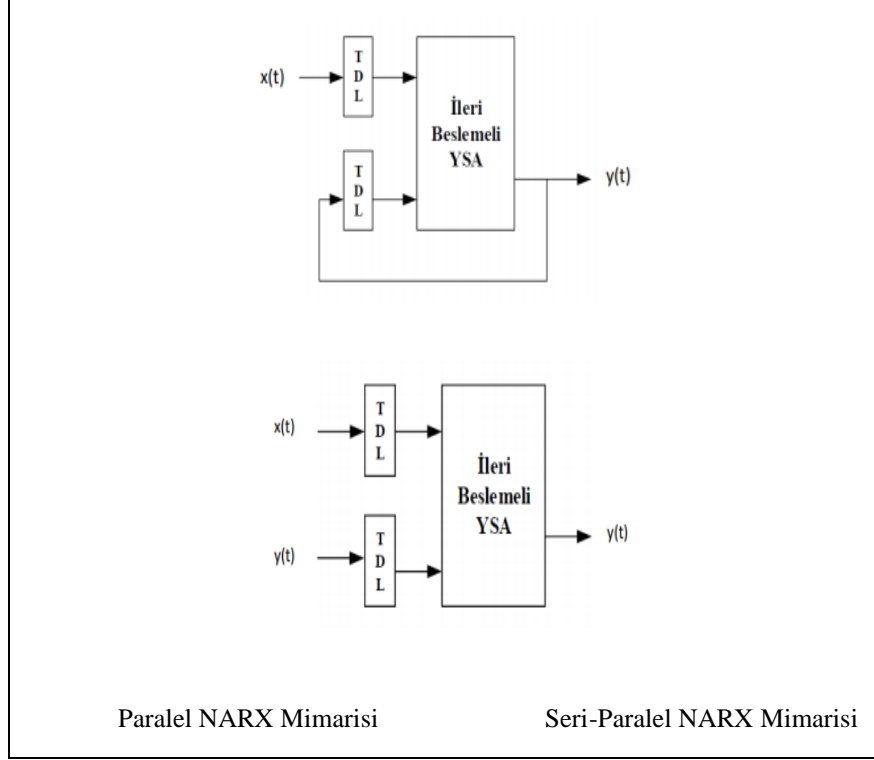 x(t)
T
D
L
T
D
L
İleri
Beslemeli
YSA
y(t)
x(t)
T
D
L
y(t)
T
D
L
İleri
Beslemeli
YSA
y(t)
Paralel NARX Mimarisi
Seri-Paralel NARX Mimarisi